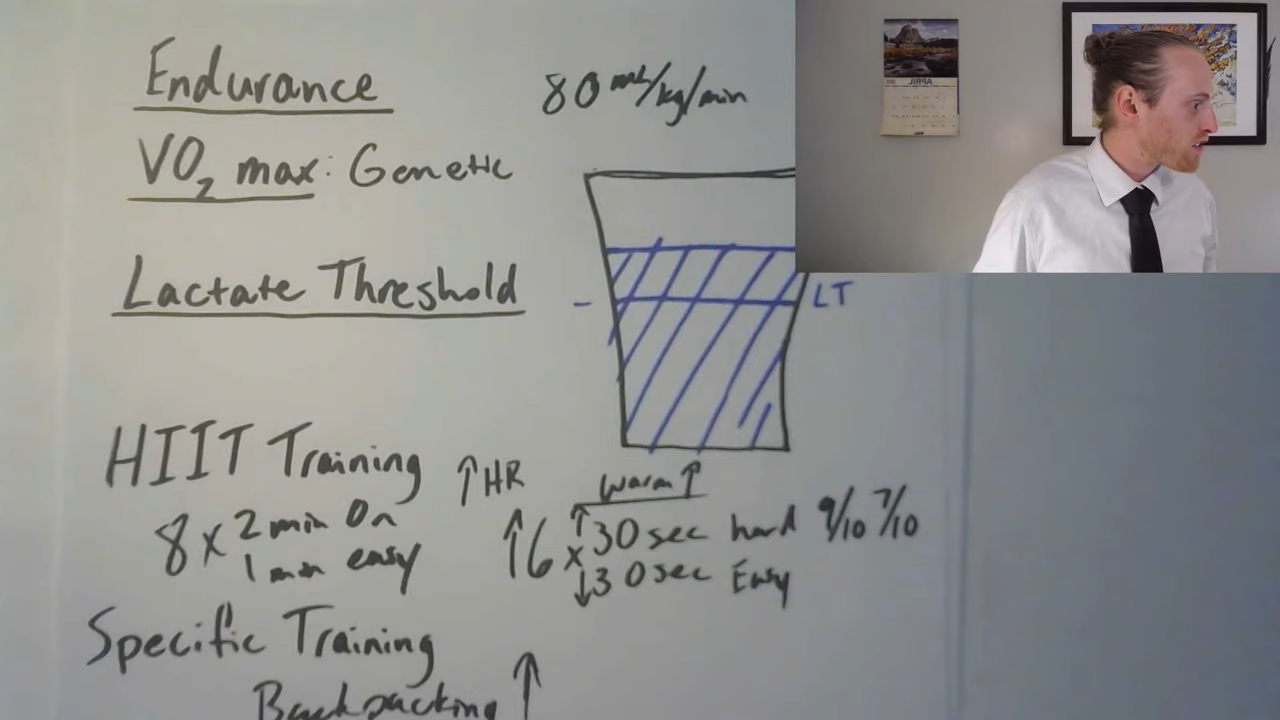 Endurance
80 mL/kg/min
VO₂ max: Genetic
Lactate Threshold
LT
HIIT Training
↑HR
Warm↑
8 x 2 min On
1 min easy
↑6 x ↑30 sec hard 9/10 7/10
↓30 sec Easy
Specific Training
Backpacking ↑
APRIL